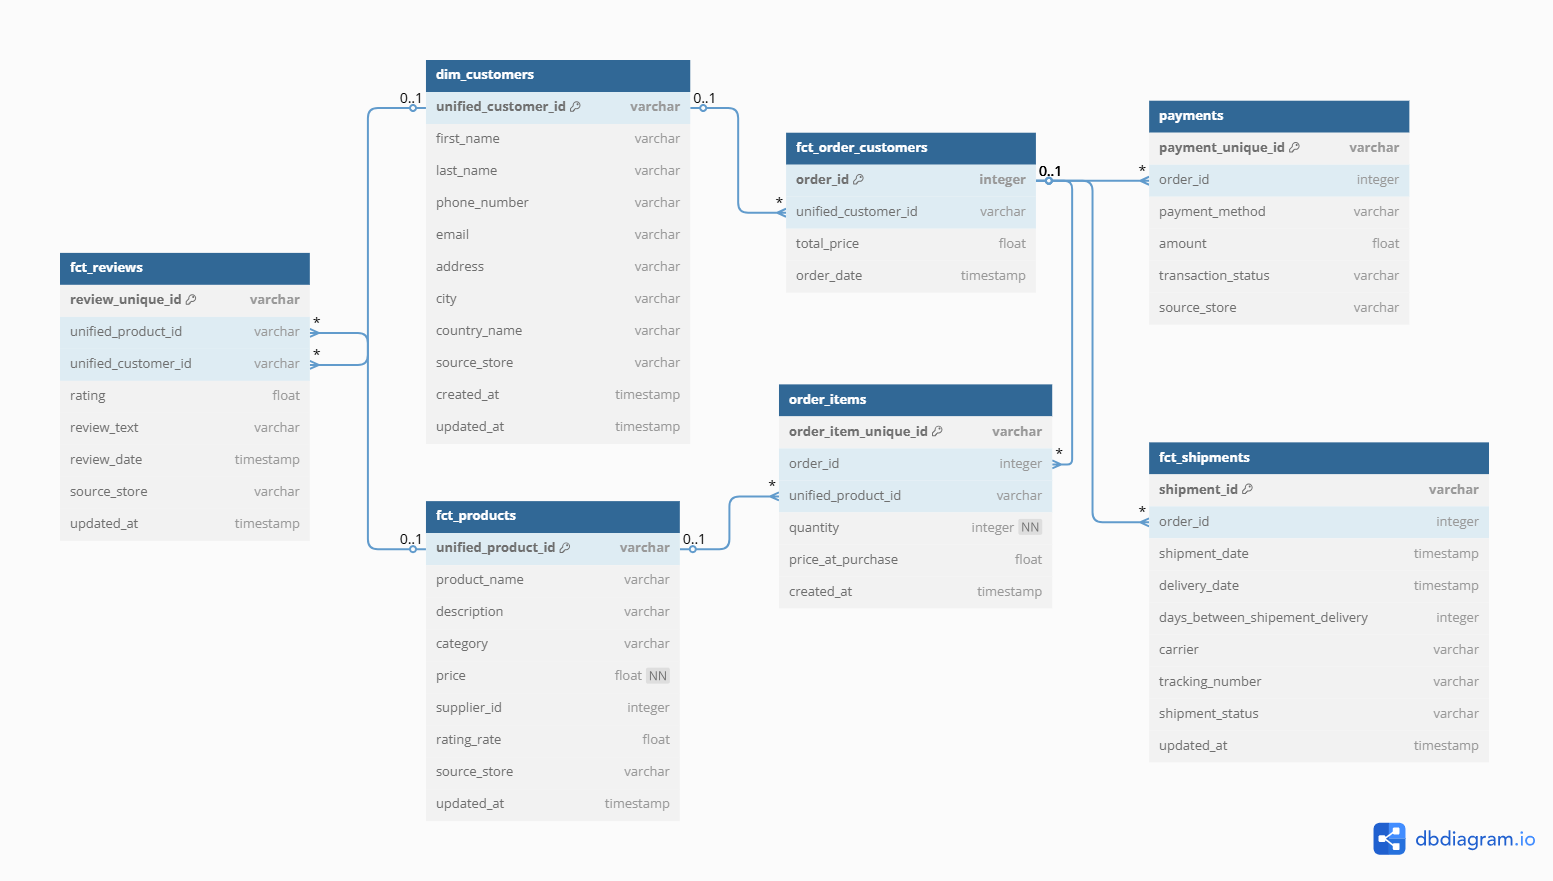 dim_customers
0..1
unified_customer_id varchar
0..1
first_name varchar
last_name varchar
phone_number varchar
email varchar
address varchar
city varchar
country_name varchar
source_store varchar
created_at timestamp
updated_at timestamp
fct_reviews
review_unique_id varchar
*
unified_product_id varchar
*
unified_customer_id varchar
rating float
review_text varchar
review_date timestamp
source_store varchar
updated_at timestamp
fct_products
0..1
unified_product_id varchar
0..1
product_name varchar
description varchar
category varchar
price float NN
supplier_id integer
rating_rate float
source_store varchar
updated_at timestamp
fct_order_customers
order_id integer
0..1
*
unified_customer_id varchar
total_price float
order_date timestamp
order_items
order_item_unique_id varchar
order_id integer
*
*
unified_product_id varchar
quantity integer NN
price_at_purchase float
created_at timestamp
payments
payment_unique_id varchar
*
order_id integer
payment_method varchar
amount float
transaction_status varchar
source_store varchar
fct_shipments
shipment_id varchar
*
order_id integer
shipment_date timestamp
delivery_date timestamp
days_between_shipement_delivery integer
carrier varchar
tracking_number varchar
shipment_status varchar
updated_at timestamp
dbdiagram.io